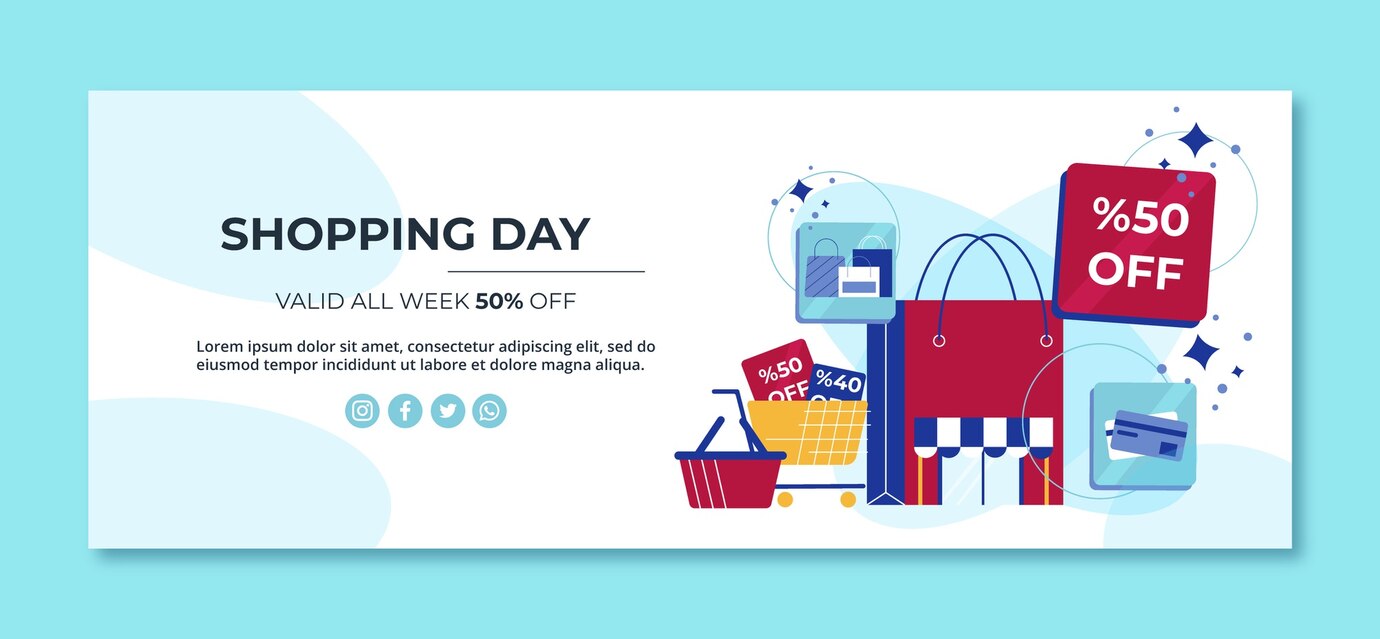 SHOPPING DAY
VALID ALL WEEK 50% OFF
Lorem ipsum dolor sit amet, consectetur adipiscing elit, sed do
eiusmod tempor incididunt ut labore et dolore magna aliqua.
%50
OFF
%50
OFF
%40